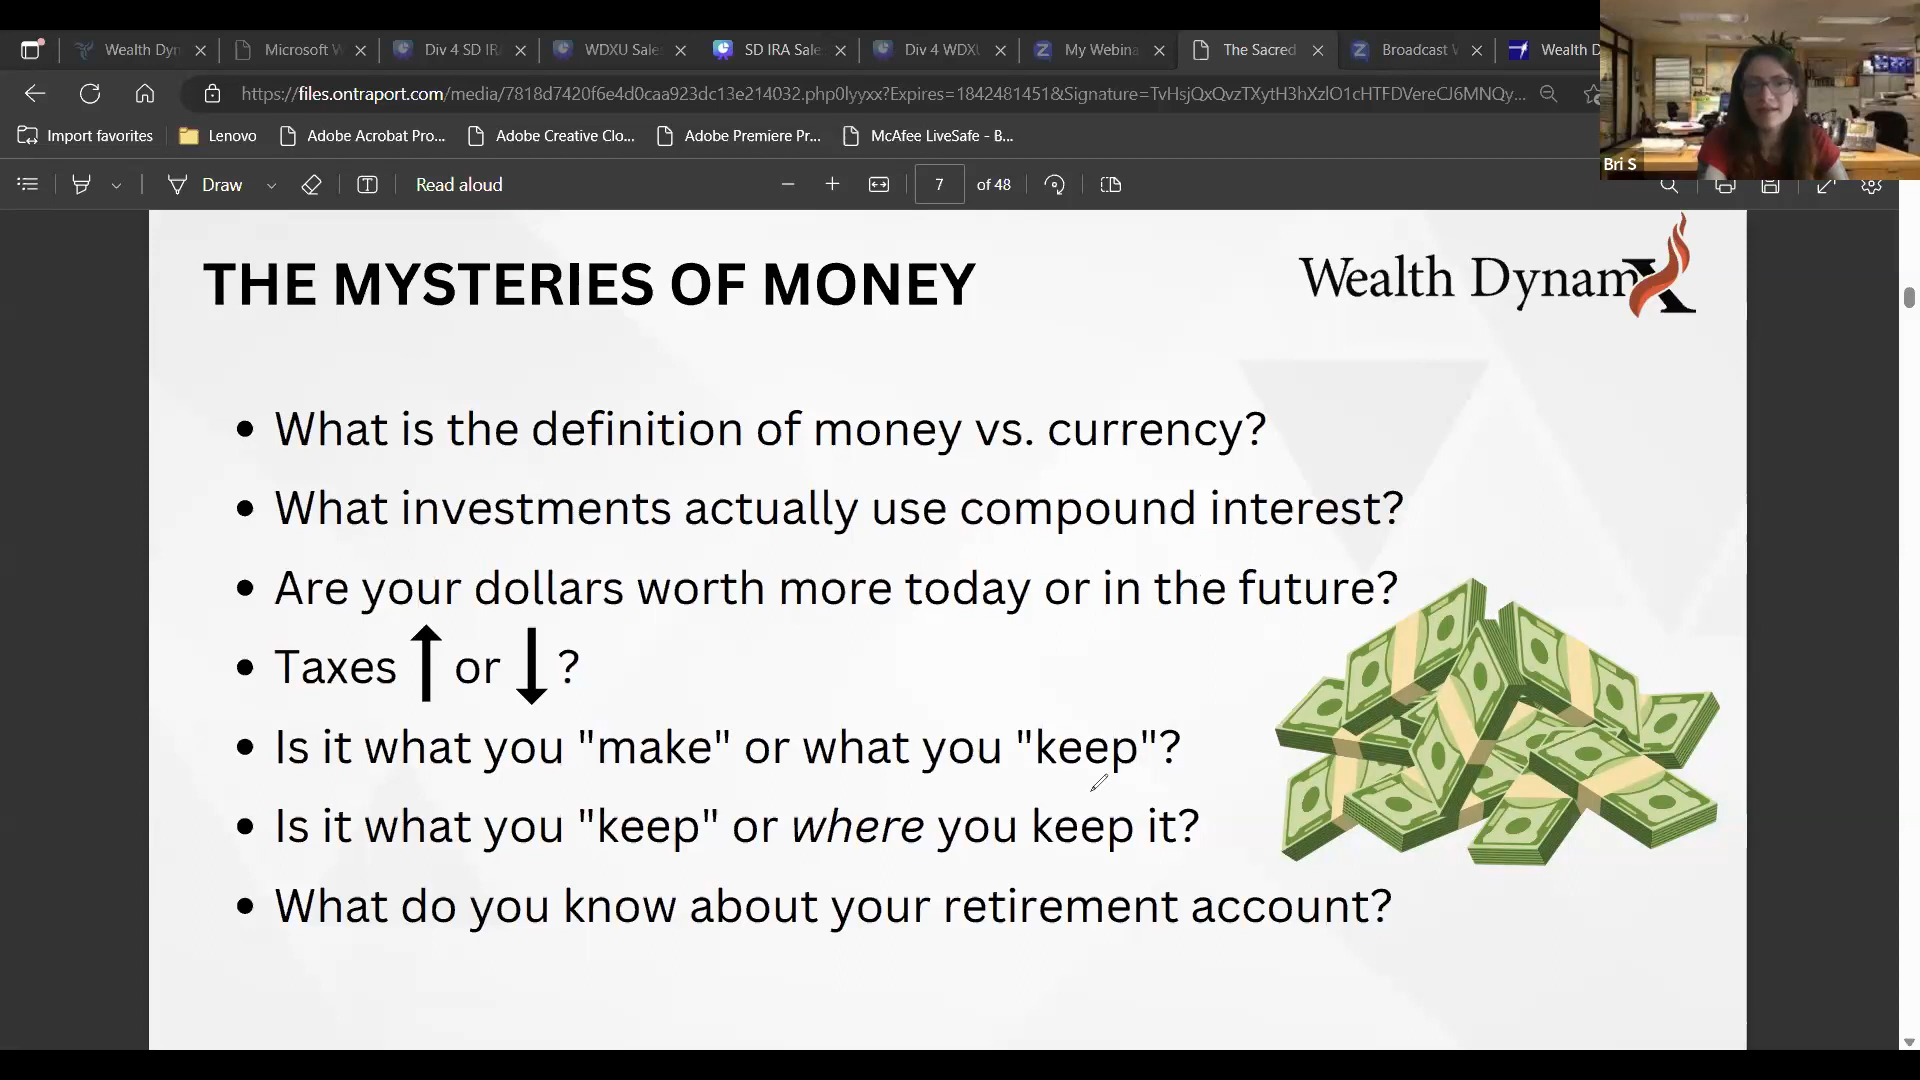 Wealth Dyn
Microsoft W
Div 4 SD IR
WDXU Sale
SD IRA Sale
Div 4 WDXU
My Webina
The Sacred
Broadcast W
Wealth D
https://files.ontraport.com/media/7818d7420f6e4d0caa923dc13e214032.php0lyyxx?Expires=1842481451&Signature=TvHsjQxQvzTXytH3hXzlO1cHTFDVereCJ6MNQy...
Import favorites
Lenovo
Adobe Acrobat Pro...
Adobe Creative Clo...
Adobe Premiere Pr...
McAfee LiveSafe - B...
Bri S
Draw
Read aloud
7 of 48
THE MYSTERIES OF MONEY
Wealth DynamX
• What is the definition of money vs. currency?
• What investments actually use compound interest?
• Are your dollars worth more today or in the future?
• Taxes ↑ or ↓ ?
• Is it what you "make" or what you "keep"?
• Is it what you "keep" or where you keep it?
• What do you know about your retirement account?